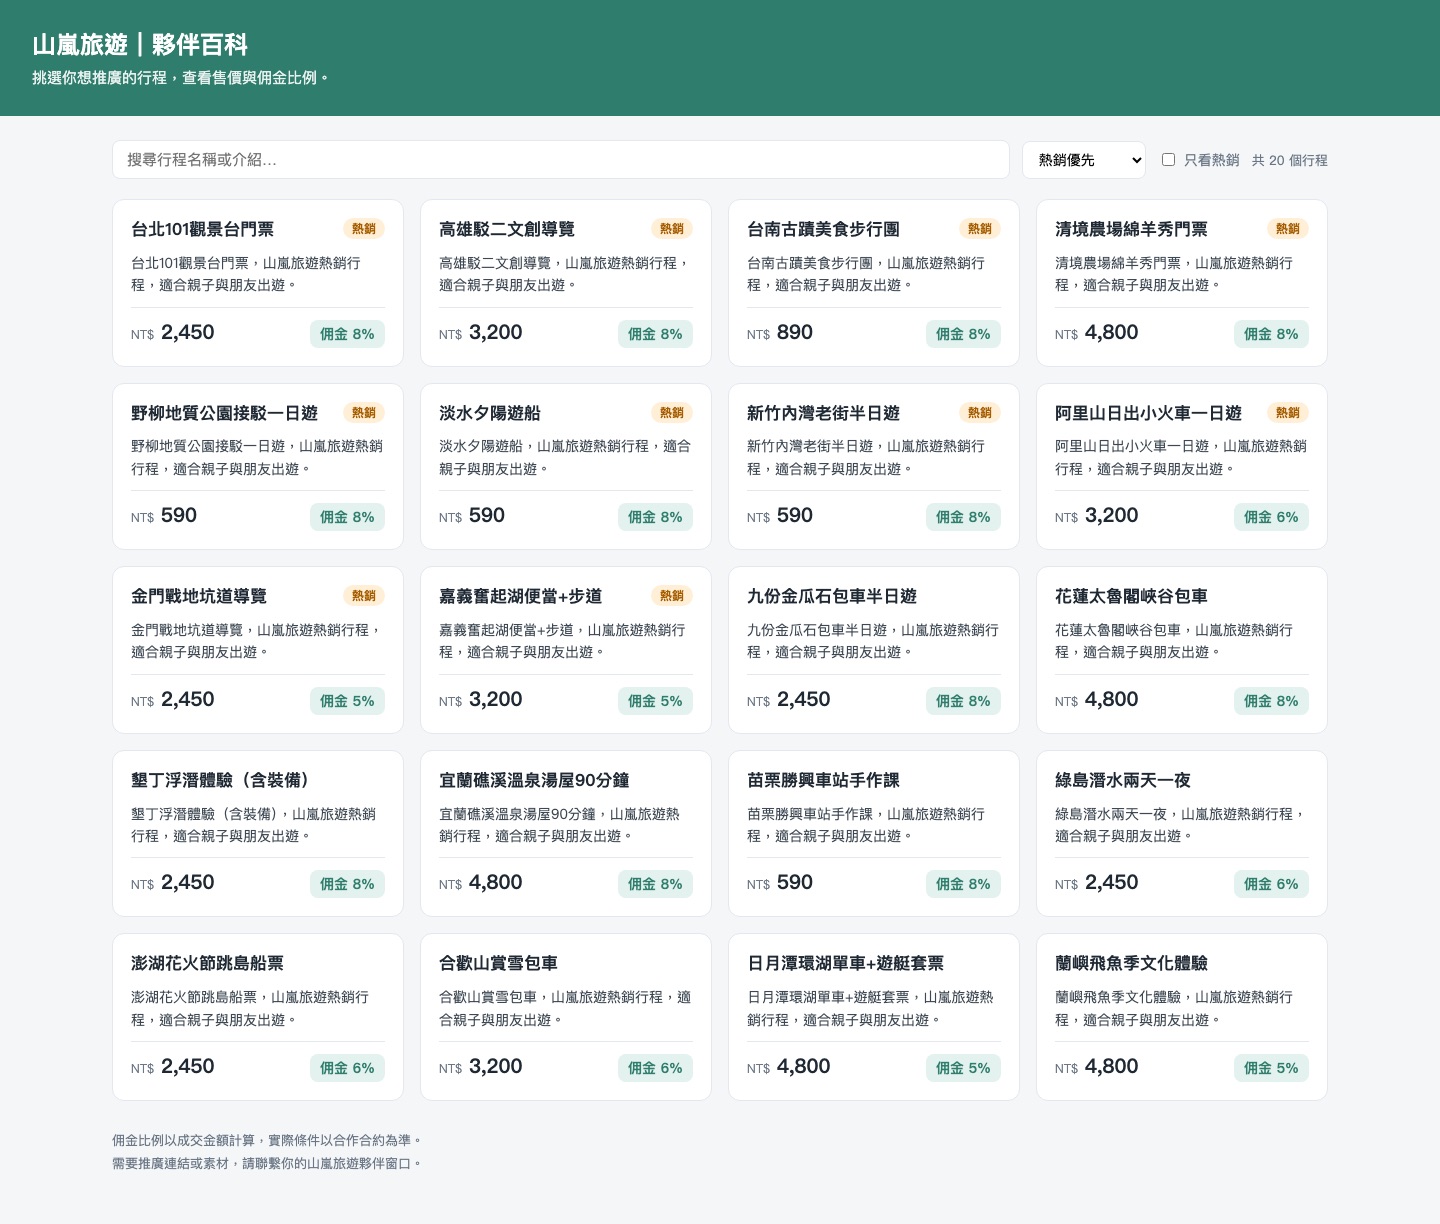 山嵐旅遊｜夥伴百科
挑選你想推廣的行程，查看售價與佣金比例。
搜尋行程名稱或介紹…
熱銷優先
只看熱銷
共 20 個行程
台北101觀景台門票
熱銷
台北101觀景台門票，山嵐旅遊熱銷行
程，適合親子與朋友出遊。
NT$ 2,450
佣金 8%
高雄駁二文創導覽
熱銷
高雄駁二文創導覽，山嵐旅遊熱銷行程，
適合親子與朋友出遊。
NT$ 3,200
佣金 8%
台南古蹟美食步行團
熱銷
台南古蹟美食步行團，山嵐旅遊熱銷行
程，適合親子與朋友出遊。
NT$ 890
佣金 8%
清境農場綿羊秀門票
熱銷
清境農場綿羊秀門票，山嵐旅遊熱銷行
程，適合親子與朋友出遊。
NT$ 4,800
佣金 8%
野柳地質公園接駁一日遊
熱銷
野柳地質公園接駁一日遊，山嵐旅遊熱銷
行程，適合親子與朋友出遊。
NT$ 590
佣金 8%
淡水夕陽遊船
熱銷
淡水夕陽遊船，山嵐旅遊熱銷行程，適合
親子與朋友出遊。
NT$ 590
佣金 8%
新竹內灣老街半日遊
熱銷
新竹內灣老街半日遊，山嵐旅遊熱銷行
程，適合親子與朋友出遊。
NT$ 590
佣金 8%
阿里山日出小火車一日遊
熱銷
阿里山日出小火車一日遊，山嵐旅遊熱銷
行程，適合親子與朋友出遊。
NT$ 3,200
佣金 6%
金門戰地坑道導覽
熱銷
金門戰地坑道導覽，山嵐旅遊熱銷行程，
適合親子與朋友出遊。
NT$ 2,450
佣金 5%
嘉義奮起湖便當+步道
熱銷
嘉義奮起湖便當+步道，山嵐旅遊熱銷行
程，適合親子與朋友出遊。
NT$ 3,200
佣金 5%
九份金瓜石包車半日遊
九份金瓜石包車半日遊，山嵐旅遊熱銷行
程，適合親子與朋友出遊。
NT$ 2,450
佣金 8%
花蓮太魯閣峽谷包車
花蓮太魯閣峽谷包車，山嵐旅遊熱銷行
程，適合親子與朋友出遊。
NT$ 4,800
佣金 8%
墾丁浮潛體驗（含裝備）
墾丁浮潛體驗（含裝備），山嵐旅遊熱銷
行程，適合親子與朋友出遊。
NT$ 2,450
佣金 8%
宜蘭礁溪溫泉湯屋90分鐘
宜蘭礁溪溫泉湯屋90分鐘，山嵐旅遊熱
銷行程，適合親子與朋友出遊。
NT$ 4,800
佣金 8%
苗栗勝興車站手作課
苗栗勝興車站手作課，山嵐旅遊熱銷行
程，適合親子與朋友出遊。
NT$ 590
佣金 8%
綠島潛水兩天一夜
綠島潛水兩天一夜，山嵐旅遊熱銷行程，
適合親子與朋友出遊。
NT$ 2,450
佣金 6%
澎湖花火節跳島船票
澎湖花火節跳島船票，山嵐旅遊熱銷行
程，適合親子與朋友出遊。
NT$ 2,450
佣金 6%
合歡山賞雪包車
合歡山賞雪包車，山嵐旅遊熱銷行程，適
合親子與朋友出遊。
NT$ 3,200
佣金 6%
日月潭環湖單車+遊艇套票
日月潭環湖單車+遊艇套票，山嵐旅遊熱
銷行程，適合親子與朋友出遊。
NT$ 4,800
佣金 5%
蘭嶼飛魚季文化體驗
蘭嶼飛魚季文化體驗，山嵐旅遊熱銷行
程，適合親子與朋友出遊。
NT$ 4,800
佣金 5%
佣金比例以成交金額計算，實際條件以合作合約為準。
需要推廣連結或素材，請聯繫你的山嵐旅遊夥伴窗口。